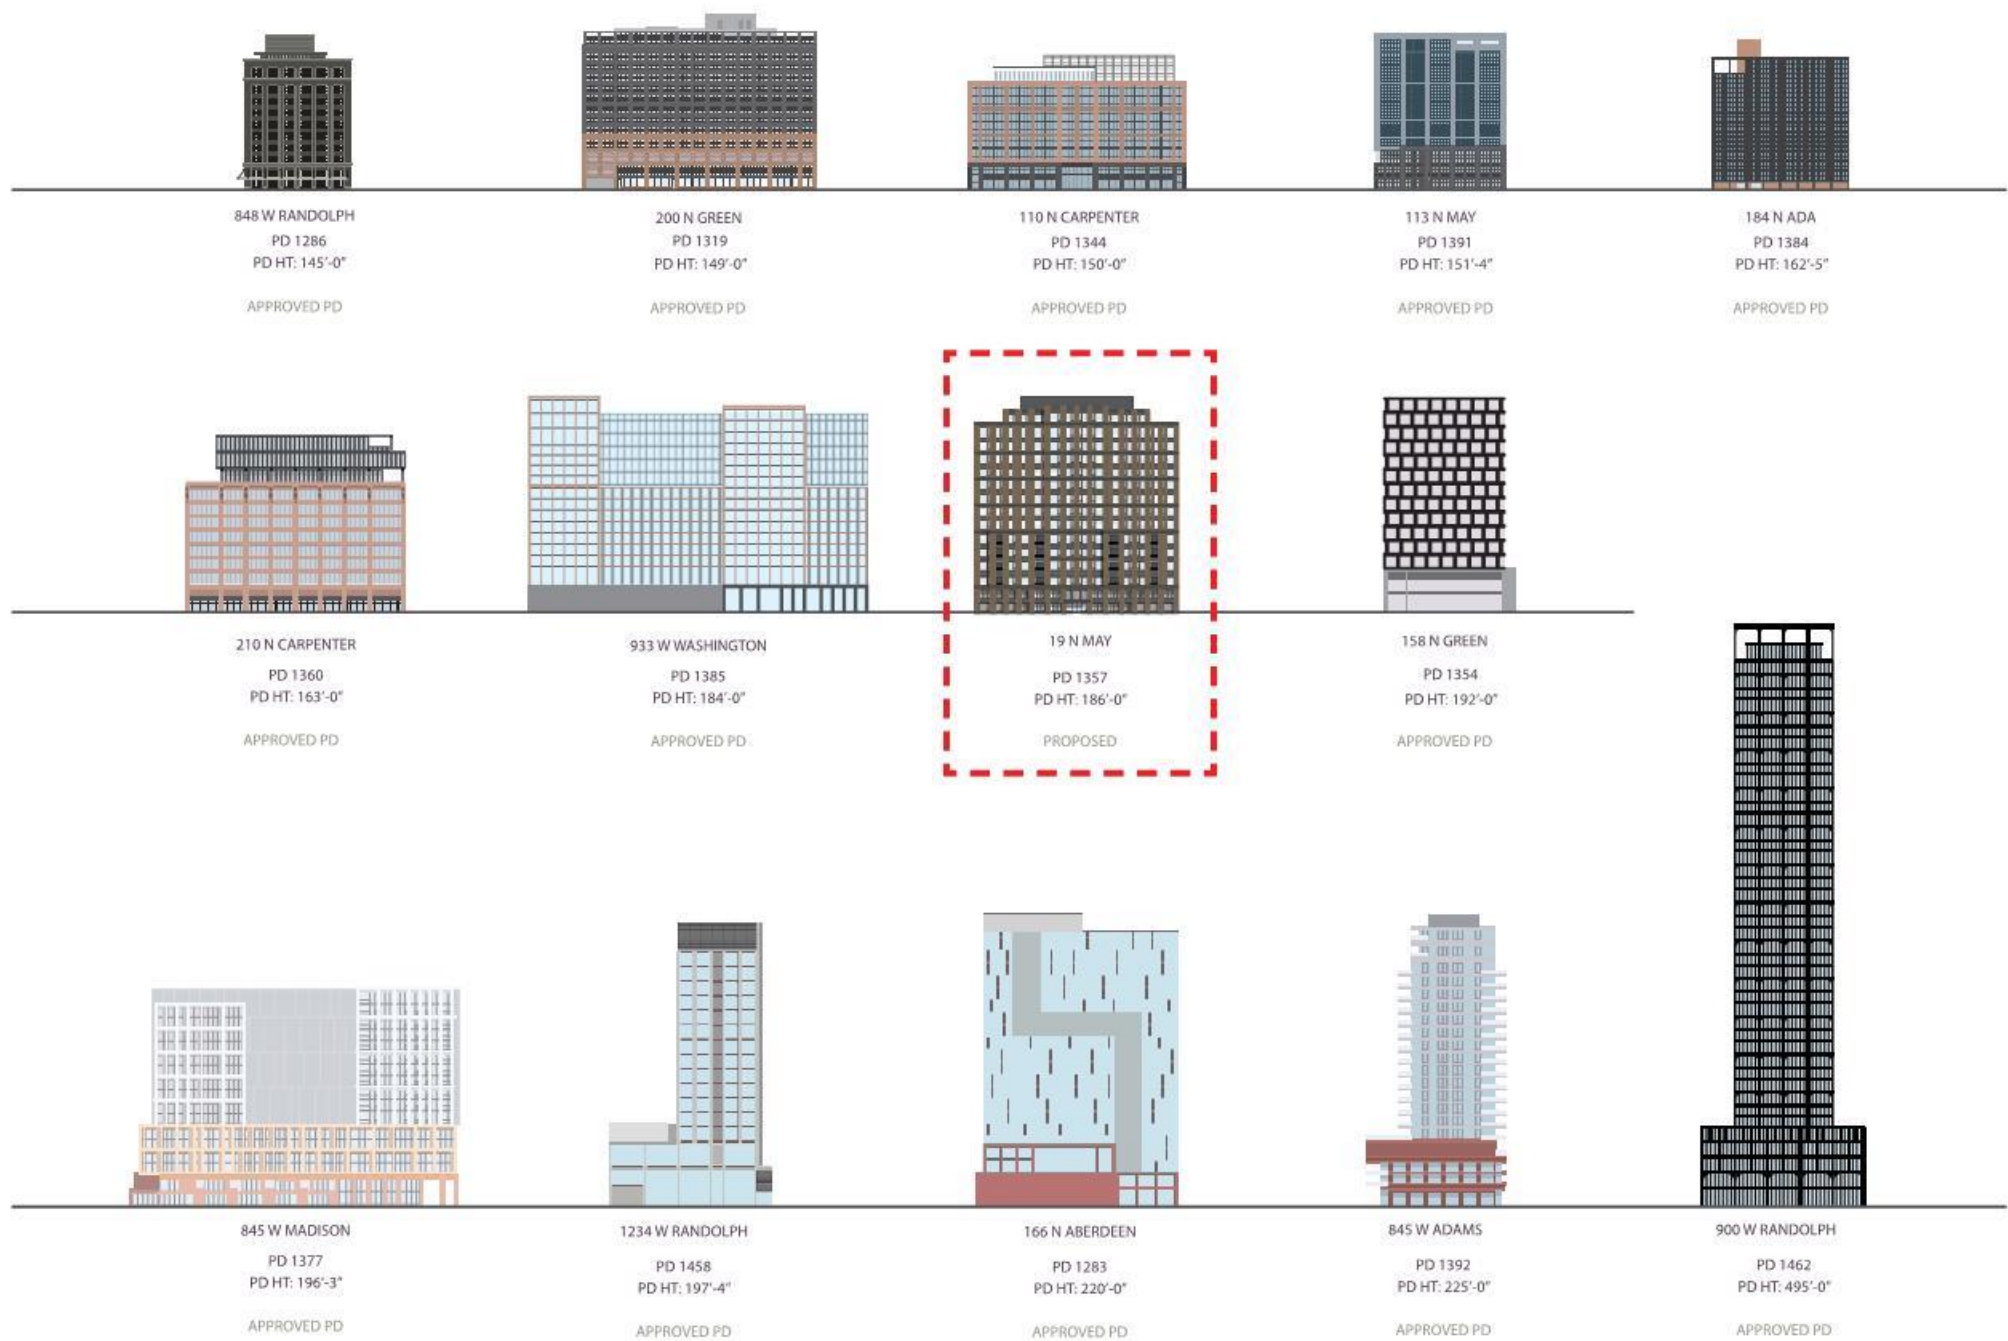 848 W RANDOLPH
PD 1286
PD HT: 145'-0"
APPROVED PD
200 N GREEN
PD 1319
PD HT: 149'-0"
APPROVED PD
110 N CARPENTER
PD 1344
PD HT: 150'-0"
APPROVED PD
113 N MAY
PD 1391
PD HT: 151'-4"
APPROVED PD
184 N ADA
PD 1384
PD HT: 162'-5"
APPROVED PD
210 N CARPENTER
PD 1360
PD HT: 163'-0"
APPROVED PD
933 W WASHINGTON
PD 1385
PD HT: 184'-0"
APPROVED PD
19 N MAY
PD 1357
PD HT: 186'-0"
PROPOSED
158 N GREEN
PD 1354
PD HT: 192'-0"
APPROVED PD
845 W MADISON
PD 1377
PD HT: 196'-3"
APPROVED PD
1234 W RANDOLPH
PD 1458
PD HT: 197'-4"
APPROVED PD
166 N ABERDEEN
PD 1283
PD HT: 220'-0"
APPROVED PD
845 W ADAMS
PD 1392
PD HT: 225'-0"
APPROVED PD
900 W RANDOLPH
PD 1462
PD HT: 495'-0"
APPROVED PD